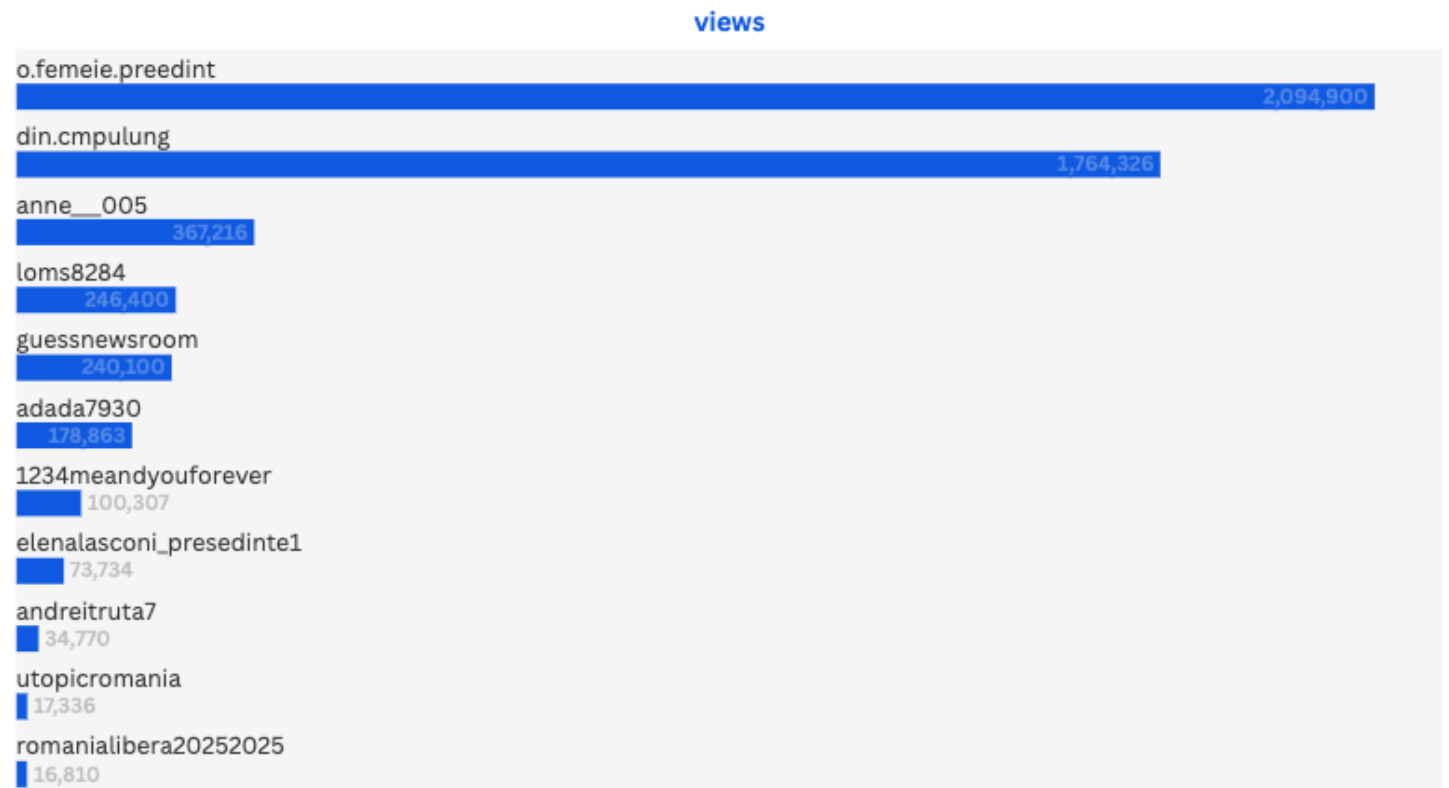 views
o.femeie.preedint
2,094,900
din.cmpulung
1,764,326
anne__005
367,216
loms8284
246,400
guessnewsroom
240,100
adada7930
178,863
1234meandyouforever
100,307
elenalasconi_presedinte1
73,734
andreitruta7
34,770
utopicromania
17,336
romanialibera20252025
16,810